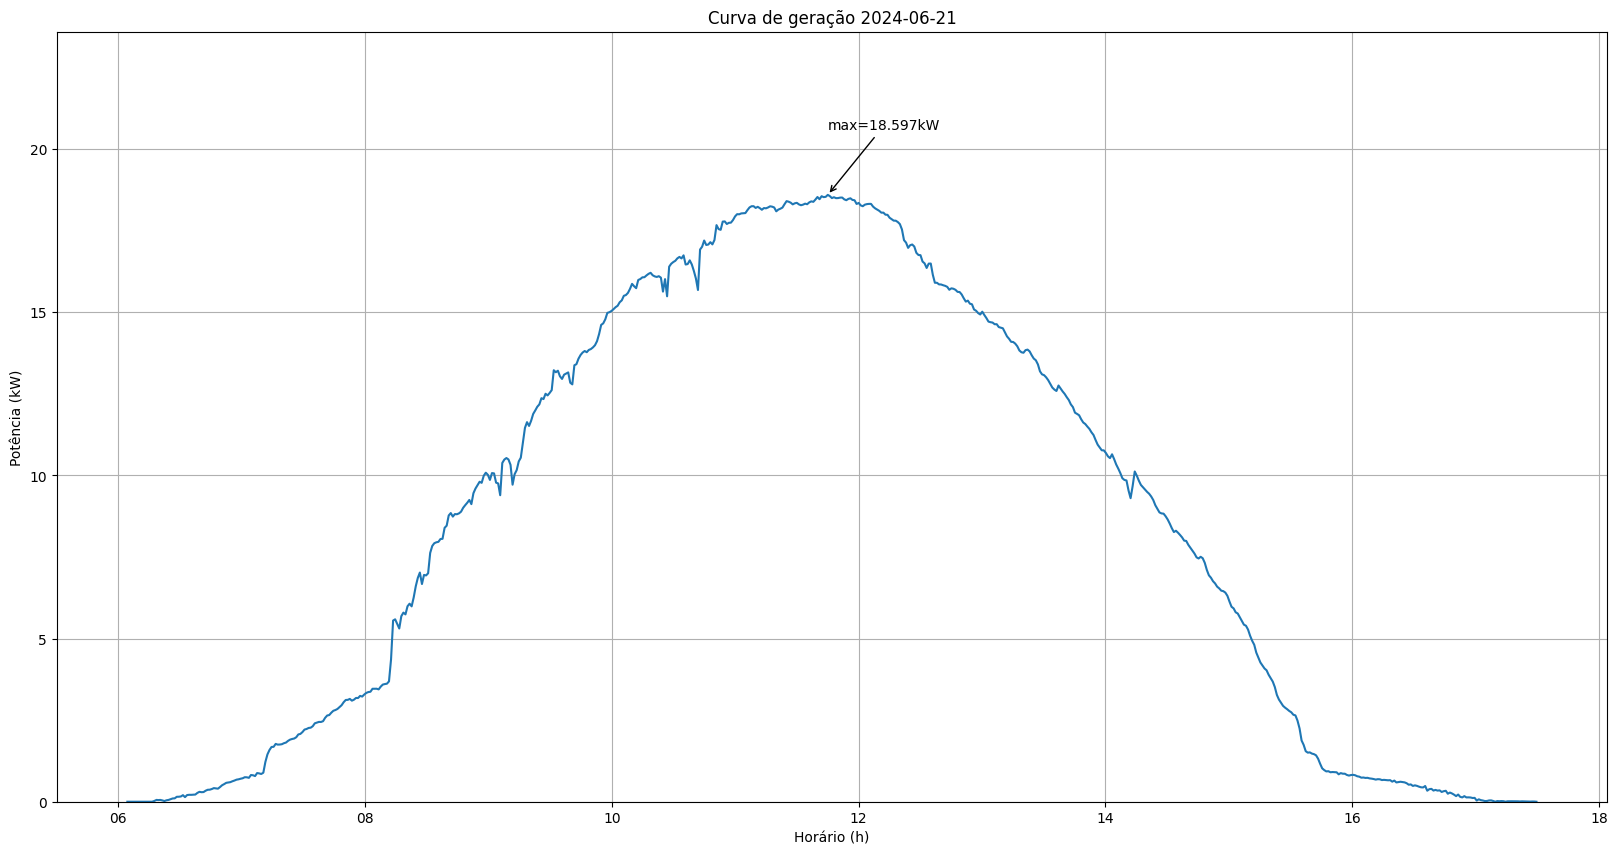 Curva de geração 2024-06-21
max=18.597kW
20
15
10
5
0
Potência (kW)
06 08 10 12 14 16 18
Horário (h)